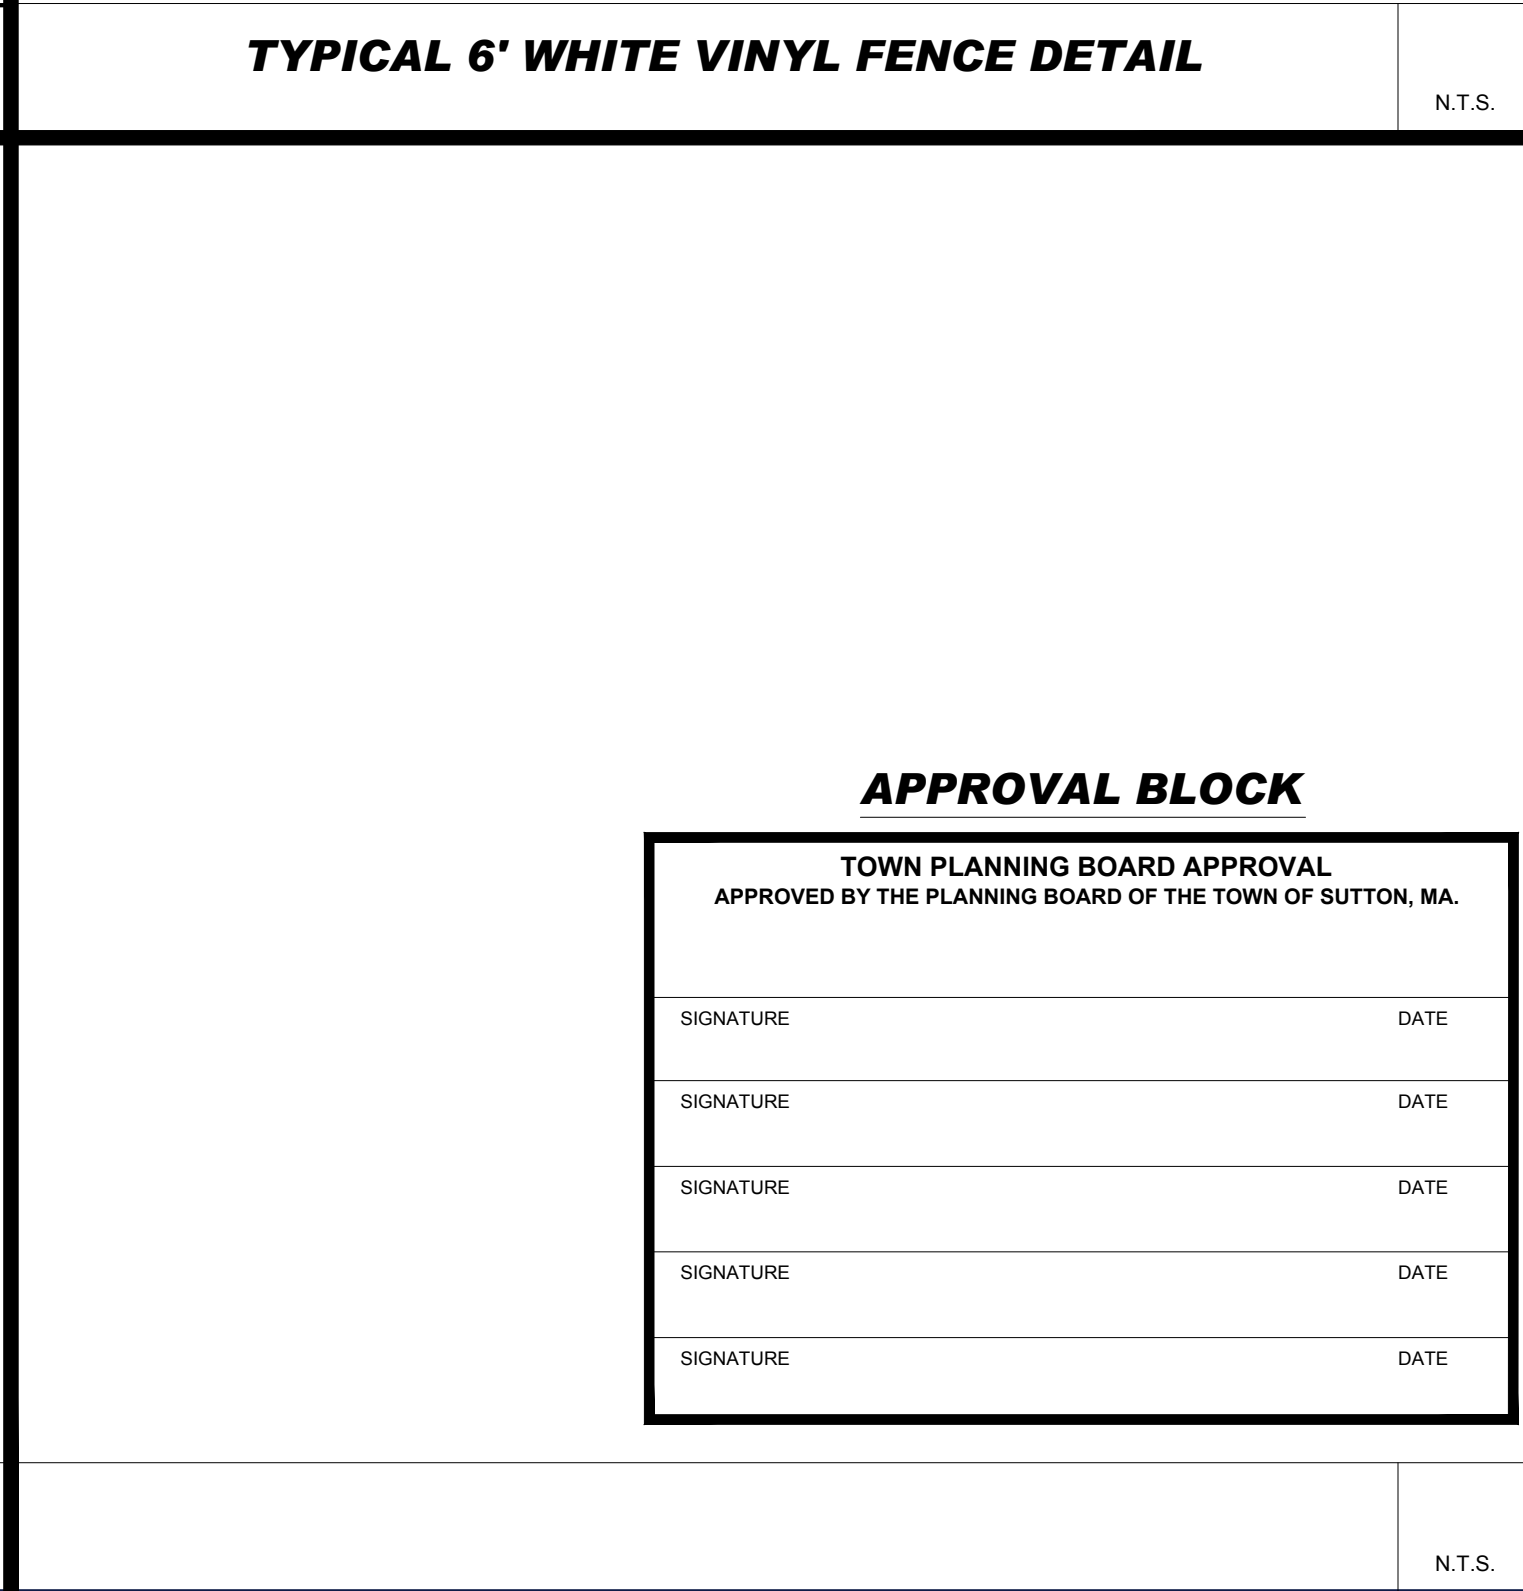 TYPICAL 6' WHITE VINYL FENCE DETAIL
N.T.S.
APPROVAL BLOCK
TOWN PLANNING BOARD APPROVAL
APPROVED BY THE PLANNING BOARD OF THE TOWN OF SUTTON, MA.
SIGNATURE DATE
SIGNATURE DATE
SIGNATURE DATE
SIGNATURE DATE
SIGNATURE DATE
N.T.S.